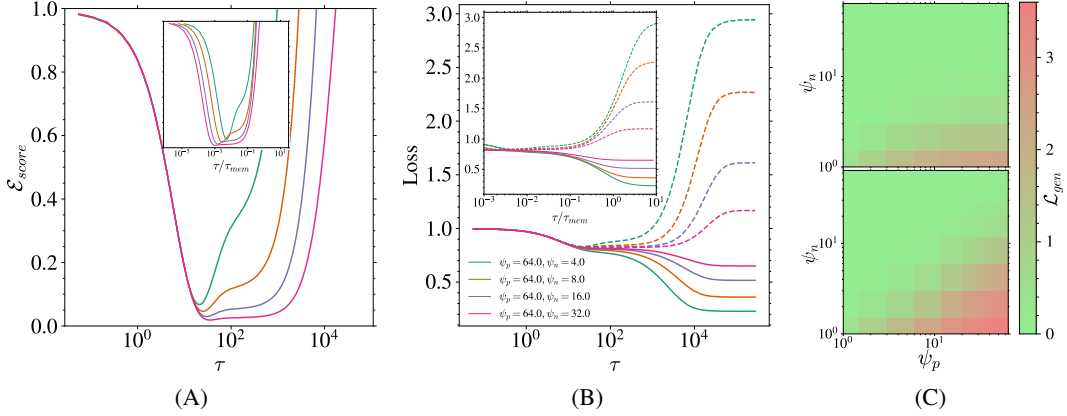 1.0
0.8
0.6
0.4
0.2
0.0
ℰ_score
10^0
10^2
10^4
τ
10^−5
10^−3
10^−1
τ/τ_mem
(A)
3.0
2.5
2.0
1.5
1.0
0.5
Loss
3.0
2.5
2.0
1.5
1.0
0.5
0.0
10^−3
10^−2
10^−1
10^0
10^1
τ/τ_mem
ψ_p = 64.0, ψ_n = 4.0
ψ_p = 64.0, ψ_n = 8.0
ψ_p = 64.0, ψ_n = 16.0
ψ_p = 64.0, ψ_n = 32.0
10^0
10^2
10^4
τ
(B)
ψ_n
10^1
10^0
ψ_n
10^1
10^0
10^0
10^1
ψ_p
3
2
1
0
ℒ_gen
(C)